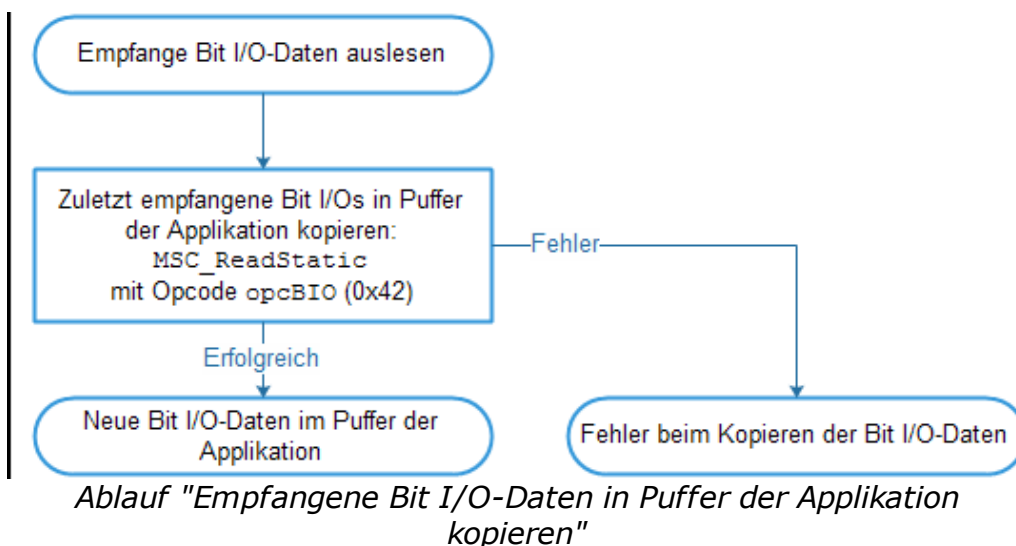 Empfange Bit I/O-Daten auslesen
Zuletzt empfangene Bit I/Os in Puffer
der Applikation kopieren:
MSC_ReadStatic
mit Opcode opcBIO (0x42)
Fehler
Erfolgreich
Neue Bit I/O-Daten im Puffer der
Applikation
Fehler beim Kopieren der Bit I/O-Daten
Ablauf "Empfangene Bit I/O-Daten in Puffer der Applikation
kopieren"